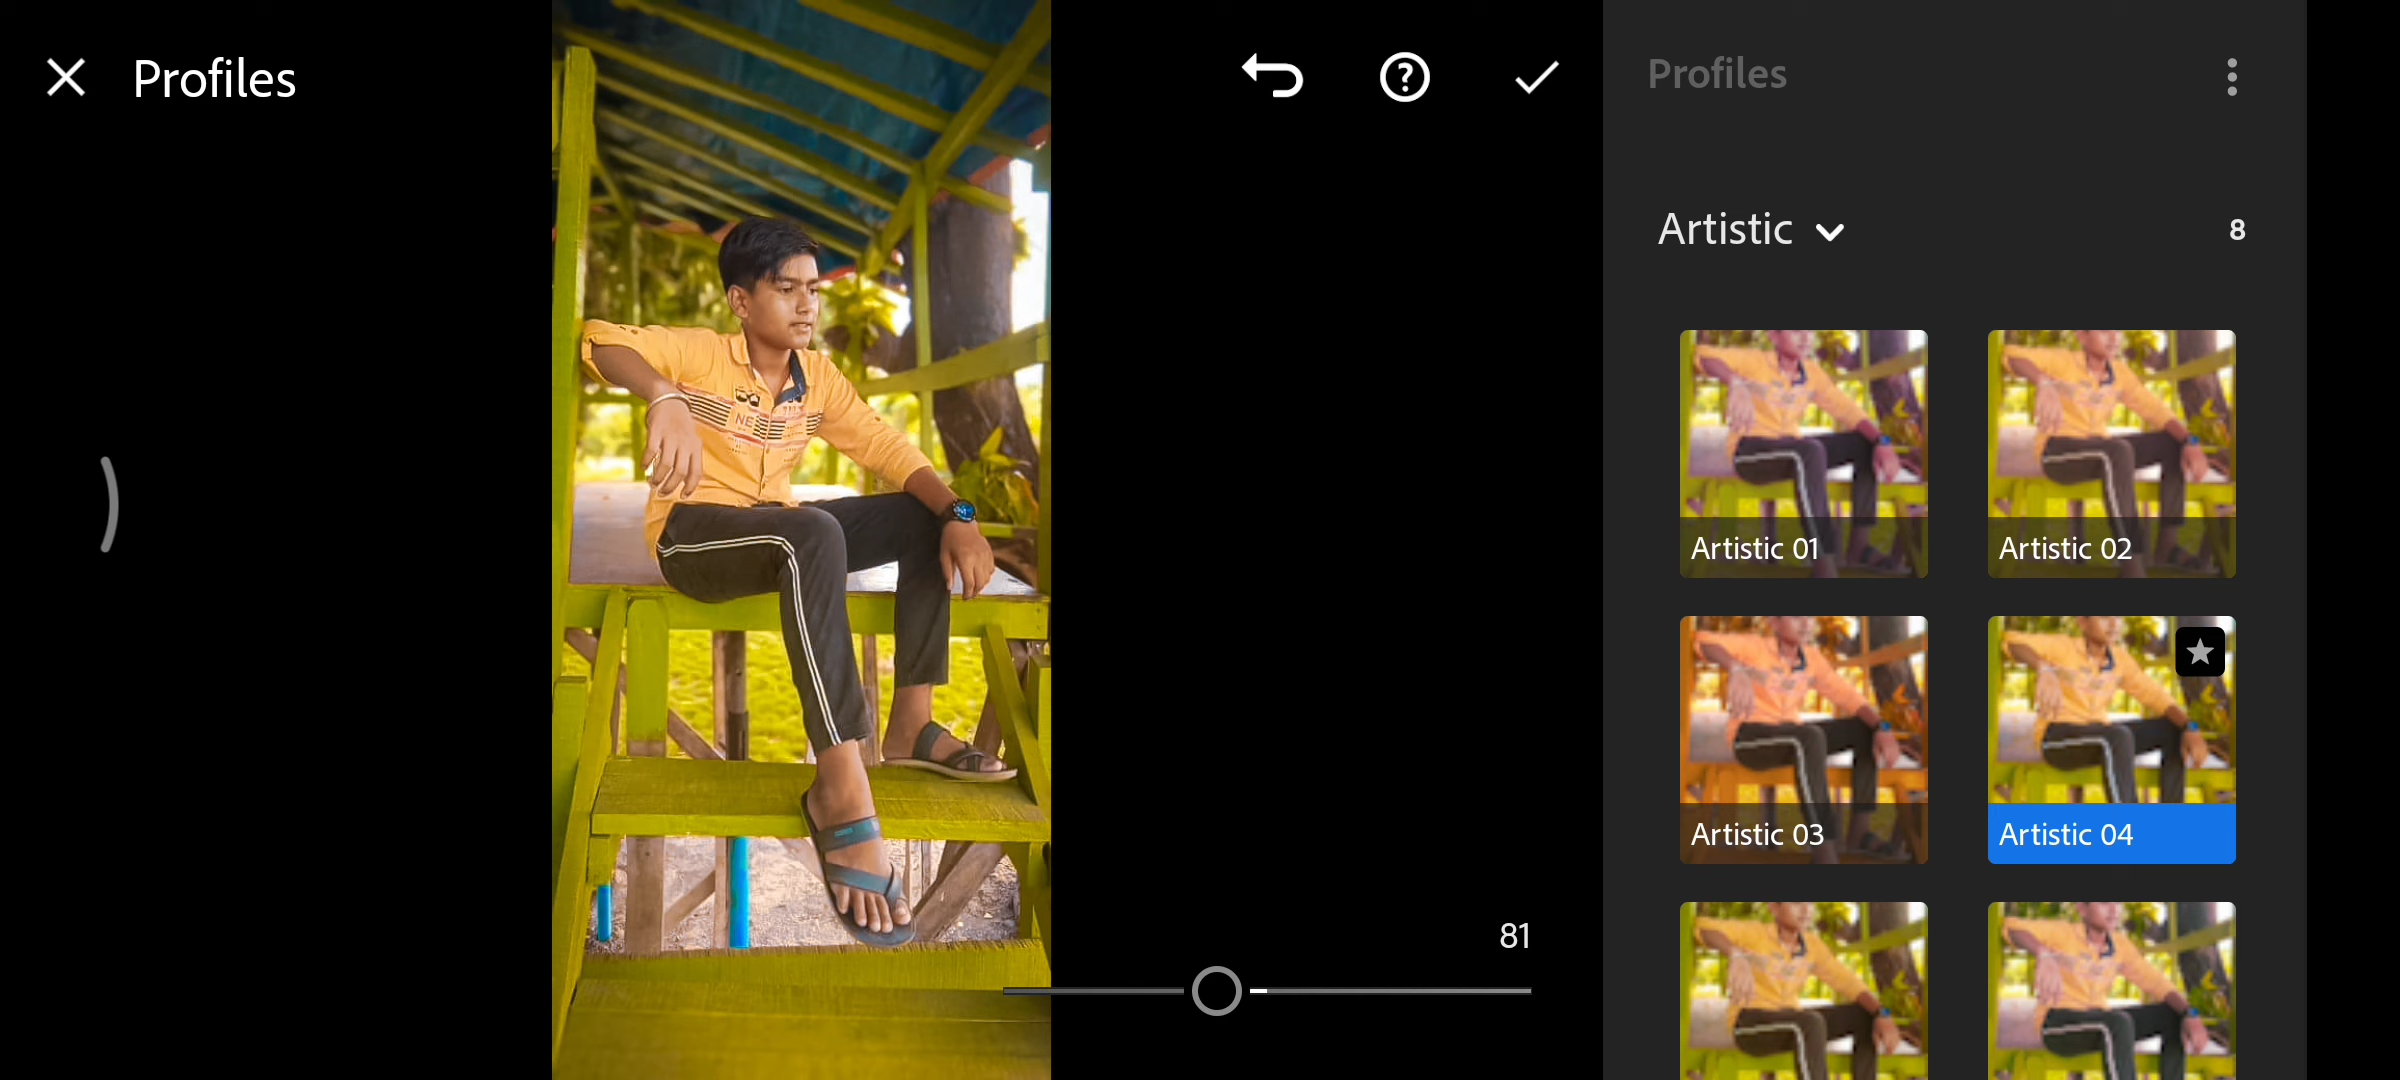 Profiles
NE
81
Profiles
Artistic
8
Artistic 01
Artistic 02
Artistic 03
Artistic 04